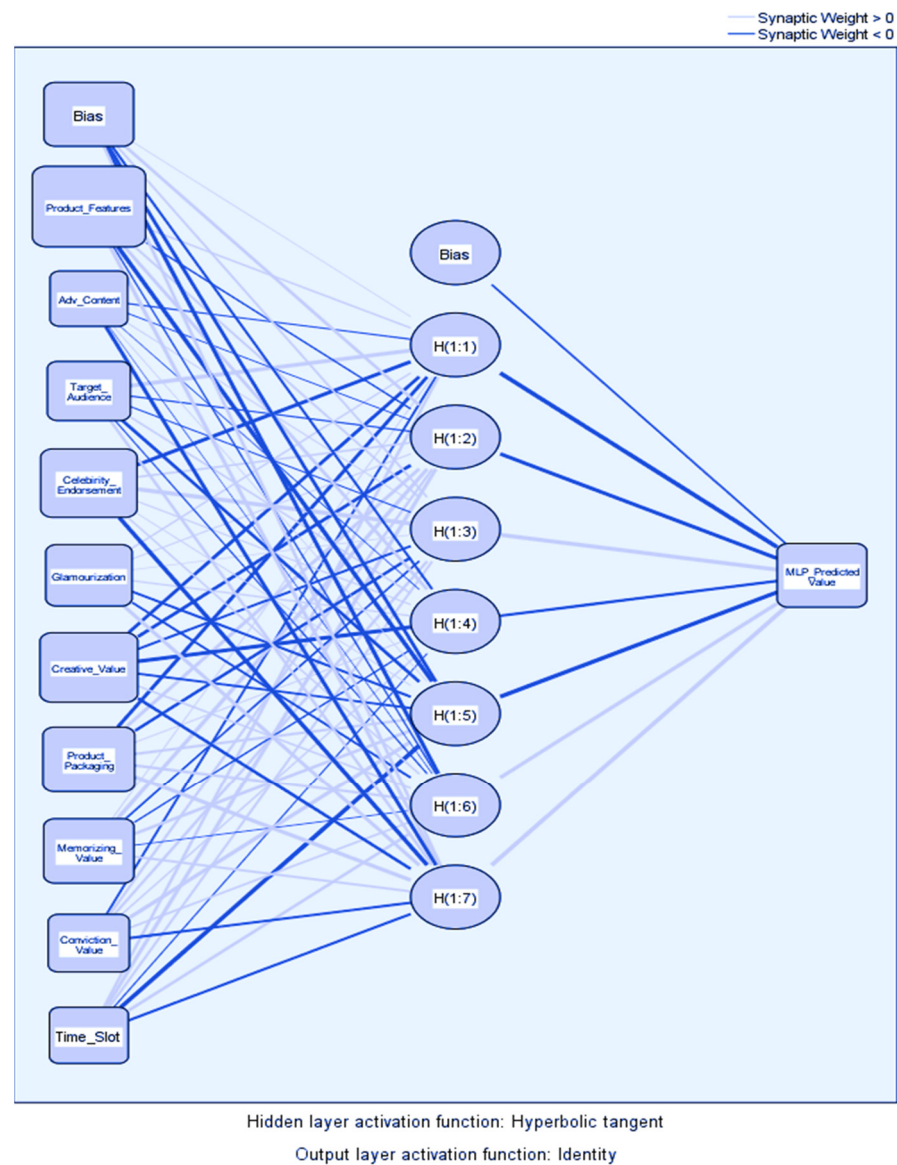 Synaptic Weight > 0
Synaptic Weight < 0
Bias
Product_Features
Adv_Content
Target_
Audience
Celebirity_
Endorsement
Glamourization
Creative_Value
Product_
Packaging
Memorizing_
Value
Conviction_
Value
Time_Slot
Bias
H(1:1)
H(1:2)
H(1:3)
H(1:4)
H(1:5)
H(1:6)
H(1:7)
MLP_Predicted
Value
Hidden layer activation function: Hyperbolic tangent
Output layer activation function: Identity